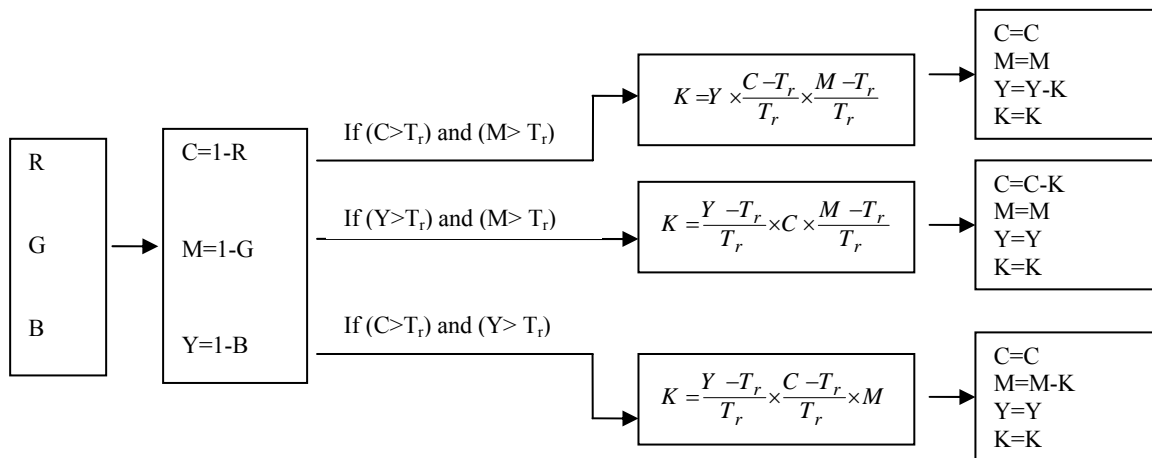 R
G
B
C=1-R
M=1-G
Y=1-B
If (C>Tᵣ) and (M> Tᵣ)
K=Y × (C−Tᵣ)/Tᵣ × (M−Tᵣ)/Tᵣ
C=C
M=M
Y=Y-K
K=K
If (Y>Tᵣ) and (M> Tᵣ)
K=(Y−Tᵣ)/Tᵣ × C × (M−Tᵣ)/Tᵣ
C=C-K
M=M
Y=Y
K=K
If (C>Tᵣ) and (Y> Tᵣ)
K=(Y−Tᵣ)/Tᵣ × (C−Tᵣ)/Tᵣ × M
C=C
M=M-K
Y=Y
K=K